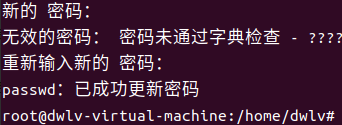 新的 密码：
无效的密码： 密码未通过字典检查 - ????
重新输入新的 密码：
passwd：已成功更新密码
root@dwlv-virtual-machine:/home/dwlv#